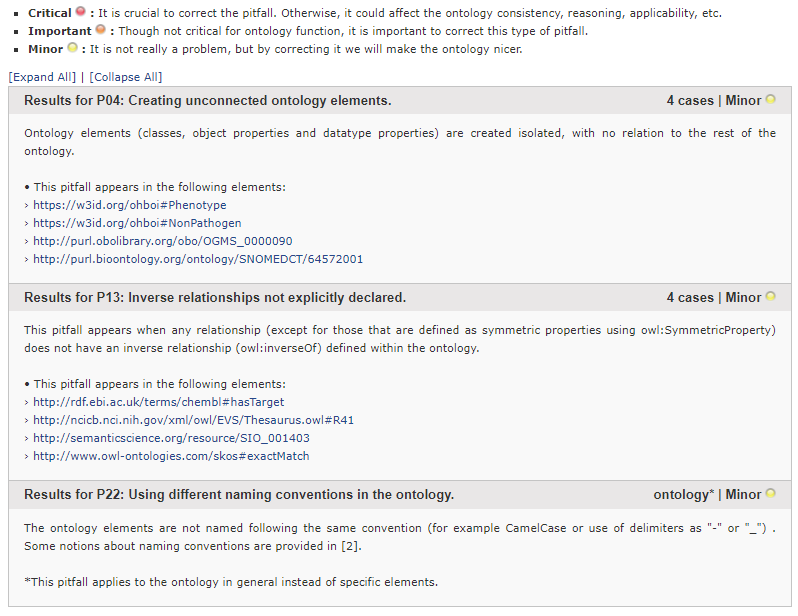 ▪ Critical : It is crucial to correct the pitfall. Otherwise, it could affect the ontology consistency, reasoning, applicability, etc.
▪ Important : Though not critical for ontology function, it is important to correct this type of pitfall.
▪ Minor : It is not really a problem, but by correcting it we will make the ontology nicer.
[Expand All] | [Collapse All]
Results for P04: Creating unconnected ontology elements. 4 cases | Minor
Ontology elements (classes, object properties and datatype properties) are created isolated, with no relation to the rest of the
ontology.
• This pitfall appears in the following elements:
› https://w3id.org/ohboi#Phenotype
› https://w3id.org/ohboi#NonPathogen
› http://purl.obolibrary.org/obo/OGMS_0000090
› http://purl.bioontology.org/ontology/SNOMEDCT/64572001
Results for P13: Inverse relationships not explicitly declared. 4 cases | Minor
This pitfall appears when any relationship (except for those that are defined as symmetric properties using owl:SymmetricProperty)
does not have an inverse relationship (owl:inverseOf) defined within the ontology.
• This pitfall appears in the following elements:
› http://rdf.ebi.ac.uk/terms/chembl#hasTarget
› http://ncicb.nci.nih.gov/xml/owl/EVS/Thesaurus.owl#R41
› http://semanticscience.org/resource/SIO_001403
› http://www.owl-ontologies.com/skos#exactMatch
Results for P22: Using different naming conventions in the ontology. ontology* | Minor
The ontology elements are not named following the same convention (for example CamelCase or use of delimiters as "-" or "_") .
Some notions about naming conventions are provided in [2].
*This pitfall applies to the ontology in general instead of specific elements.